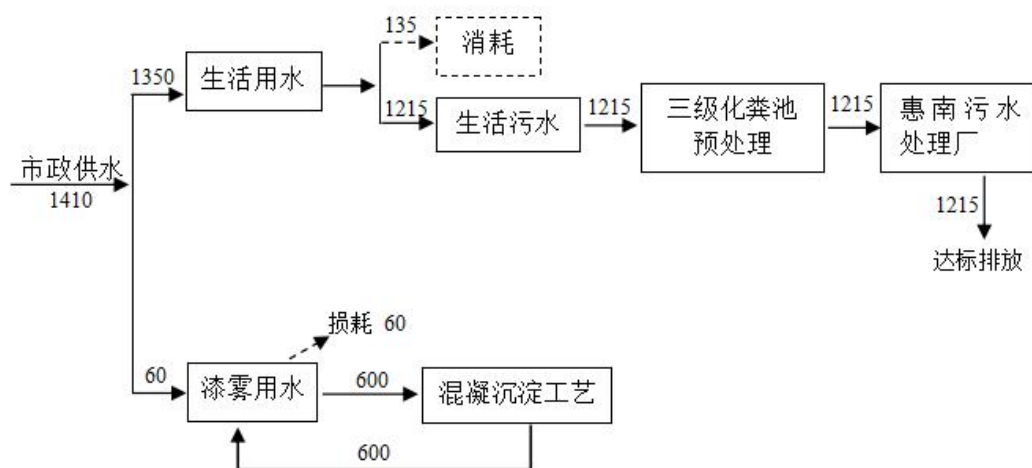 135
消耗
1350
生活用水
1215
生活污水
1215
三级化粪池
预处理
1215
惠南污水
处理厂
市政供水
1410
1215
达标排放
损耗 60
60
漆雾用水
600
混凝沉淀工艺
600